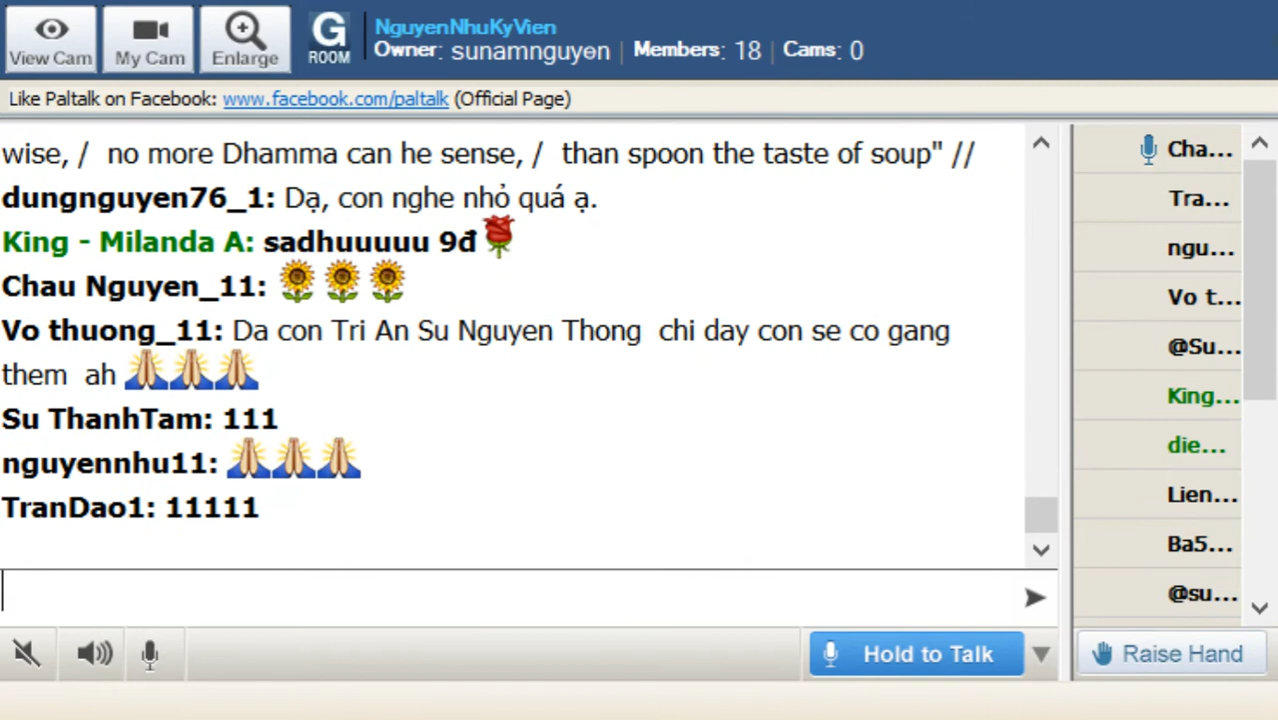 View Cam
My Cam
Enlarge
G
ROOM
NguyenNhuKyVien
Owner: sunamnguyen | Members: 18 | Cams: 0
Like Paltalk on Facebook: www.facebook.com/paltalk (Official Page)
wise, / no more Dhamma can he sense, / than spoon the taste of soup" //
dungnguyen76_1: Dạ, con nghe nhỏ quá ạ.
King - Milanda A: sadhuuuuu 9đ
Chau Nguyen_11:
Vo thuong_11: Da con Tri An Su Nguyen Thong chi day con se co gang
them ah
Su ThanhTam: 111
nguyennhu11:
TranDao1: 11111
Cha...
Tra...
ngu...
Vo t...
@Su...
King...
die...
Lien...
Ba5...
@su...
Hold to Talk
Raise Hand